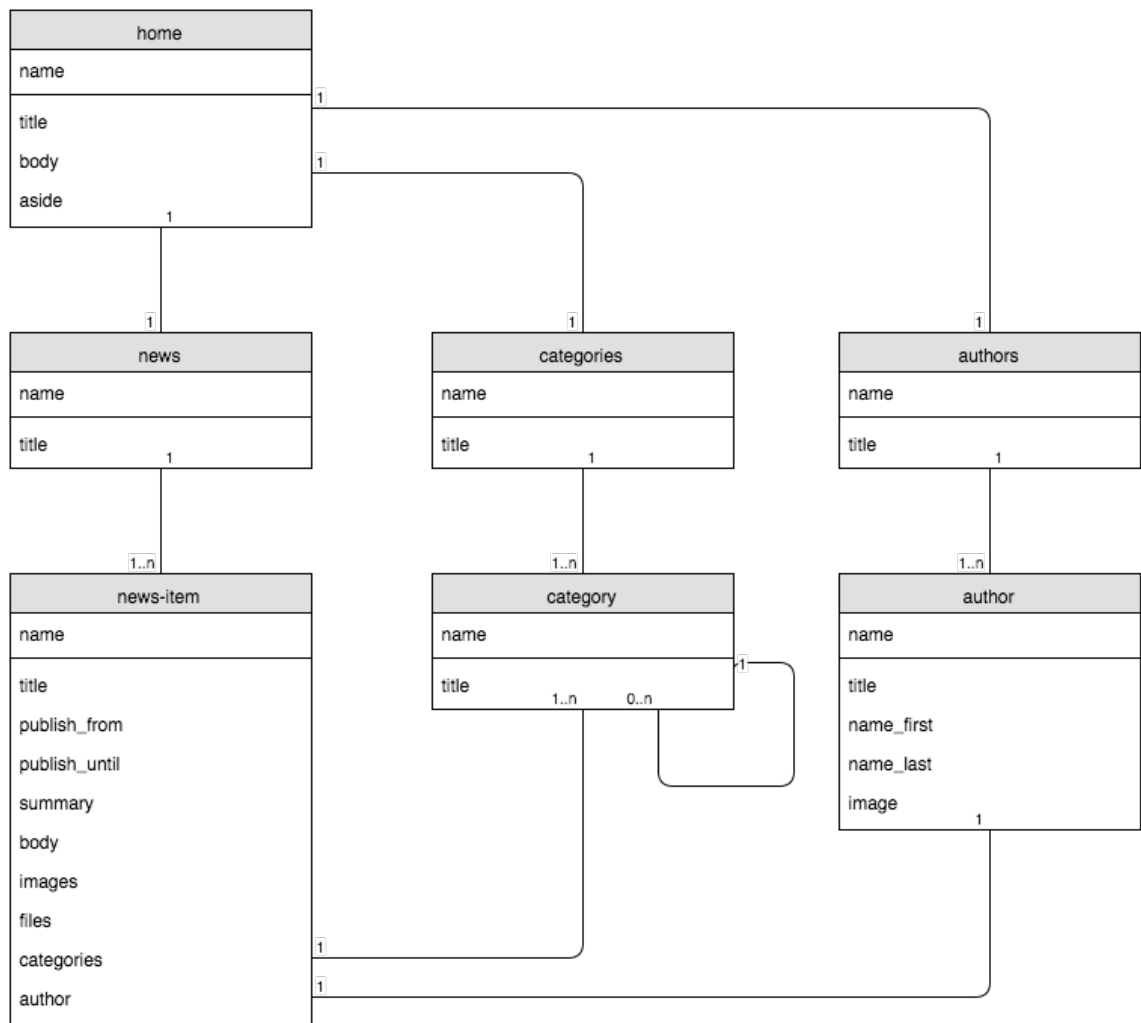 home
name
title
body
aside
1
1
1
1
1
1
news
name
title
1
categories
name
title
1
authors
name
title
1
1..n
1..n
1..n
news-item
name
title
publish_from
publish_until
summary
body
images
files
categories
author
1
1
category
name
title
1
1..n
0..n
author
name
title
name_first
name_last
image
1